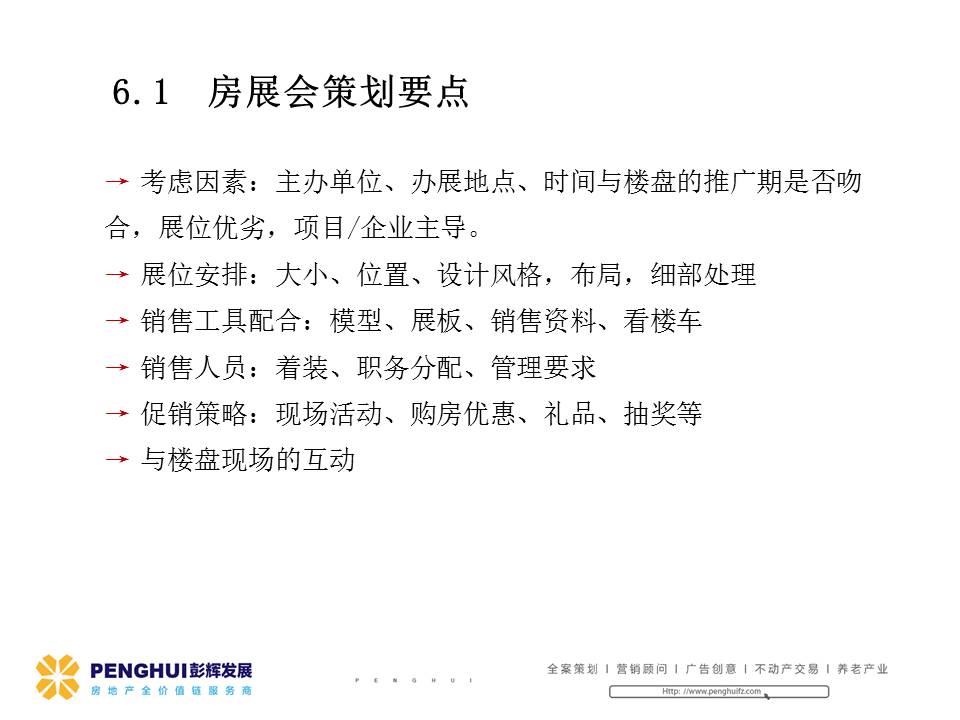 6.1 房展会策划要点
→ 考虑因素：主办单位、办展地点、时间与楼盘的推广期是否吻
合，展位优劣，项目/企业主导。
→ 展位安排：大小、位置、设计风格，布局，细部处理
→ 销售工具配合：模型、展板、销售资料、看楼车
→ 销售人员：着装、职务分配、管理要求
→ 促销策略：现场活动、购房优惠、礼品、抽奖等
→ 与楼盘现场的互动
PENGHUI彭辉发展
房地产全价值链服务商
PENGHUI
全案策划 | 营销顾问 | 广告创意 | 不动产交易 | 养老产业
Http: //www.penghuifz.com